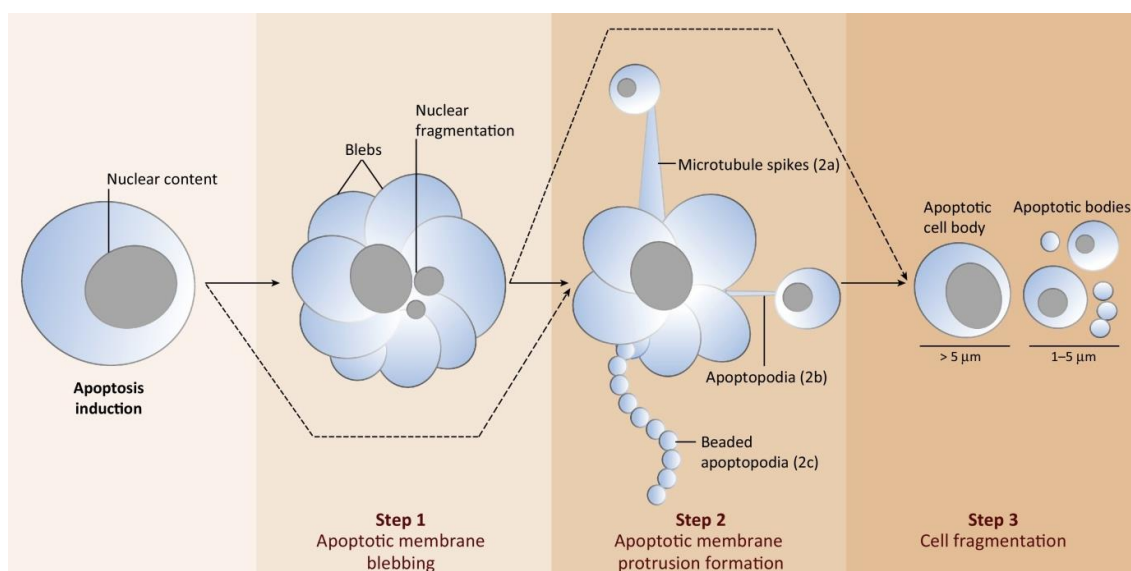 Nuclear content
Apoptosis
induction
Blebs
Nuclear
fragmentation
Step 1
Apoptotic membrane
blebbing
Microtubule spikes (2a)
Apoptopodia (2b)
Beaded
apoptopodia (2c)
Step 2
Apoptotic membrane
protrusion formation
Apoptotic
cell body
> 5 μm
Apoptotic bodies
1–5 μm
Step 3
Cell fragmentation